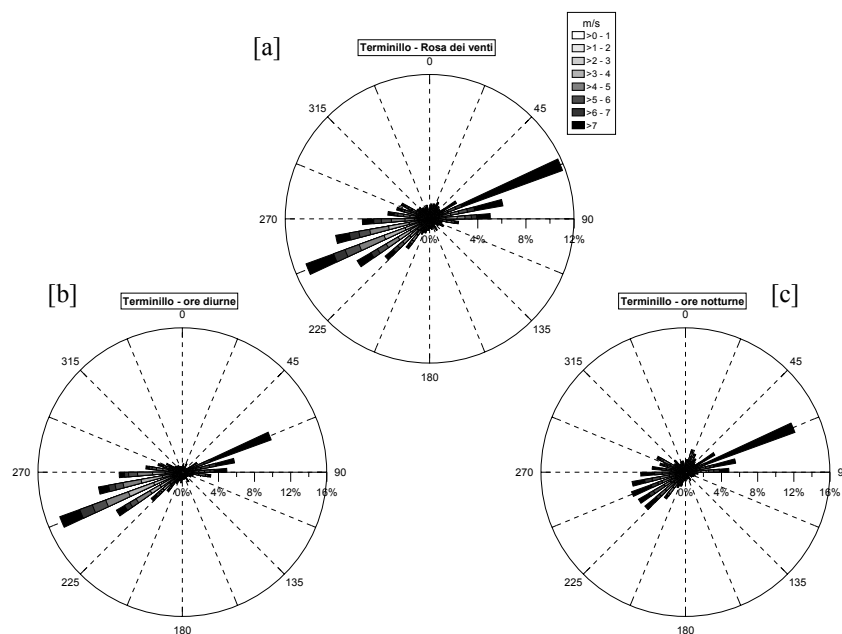 [a]
Terminillo - Rosa dei venti
m/s
>0 - 1
>1 - 2
>2 - 3
>3 - 4
>4 - 5
>5 - 6
>6 - 7
>7
0
315
45
270
90
0%
4%
8%
12%
225
135
180
[b]
Terminillo - ore diurne
0
315
45
270
90
0%
4%
8%
12%
16%
225
135
180
[c]
Terminillo - ore notturne
0
315
45
270
0%
4%
8%
12%
16%
225
135
180